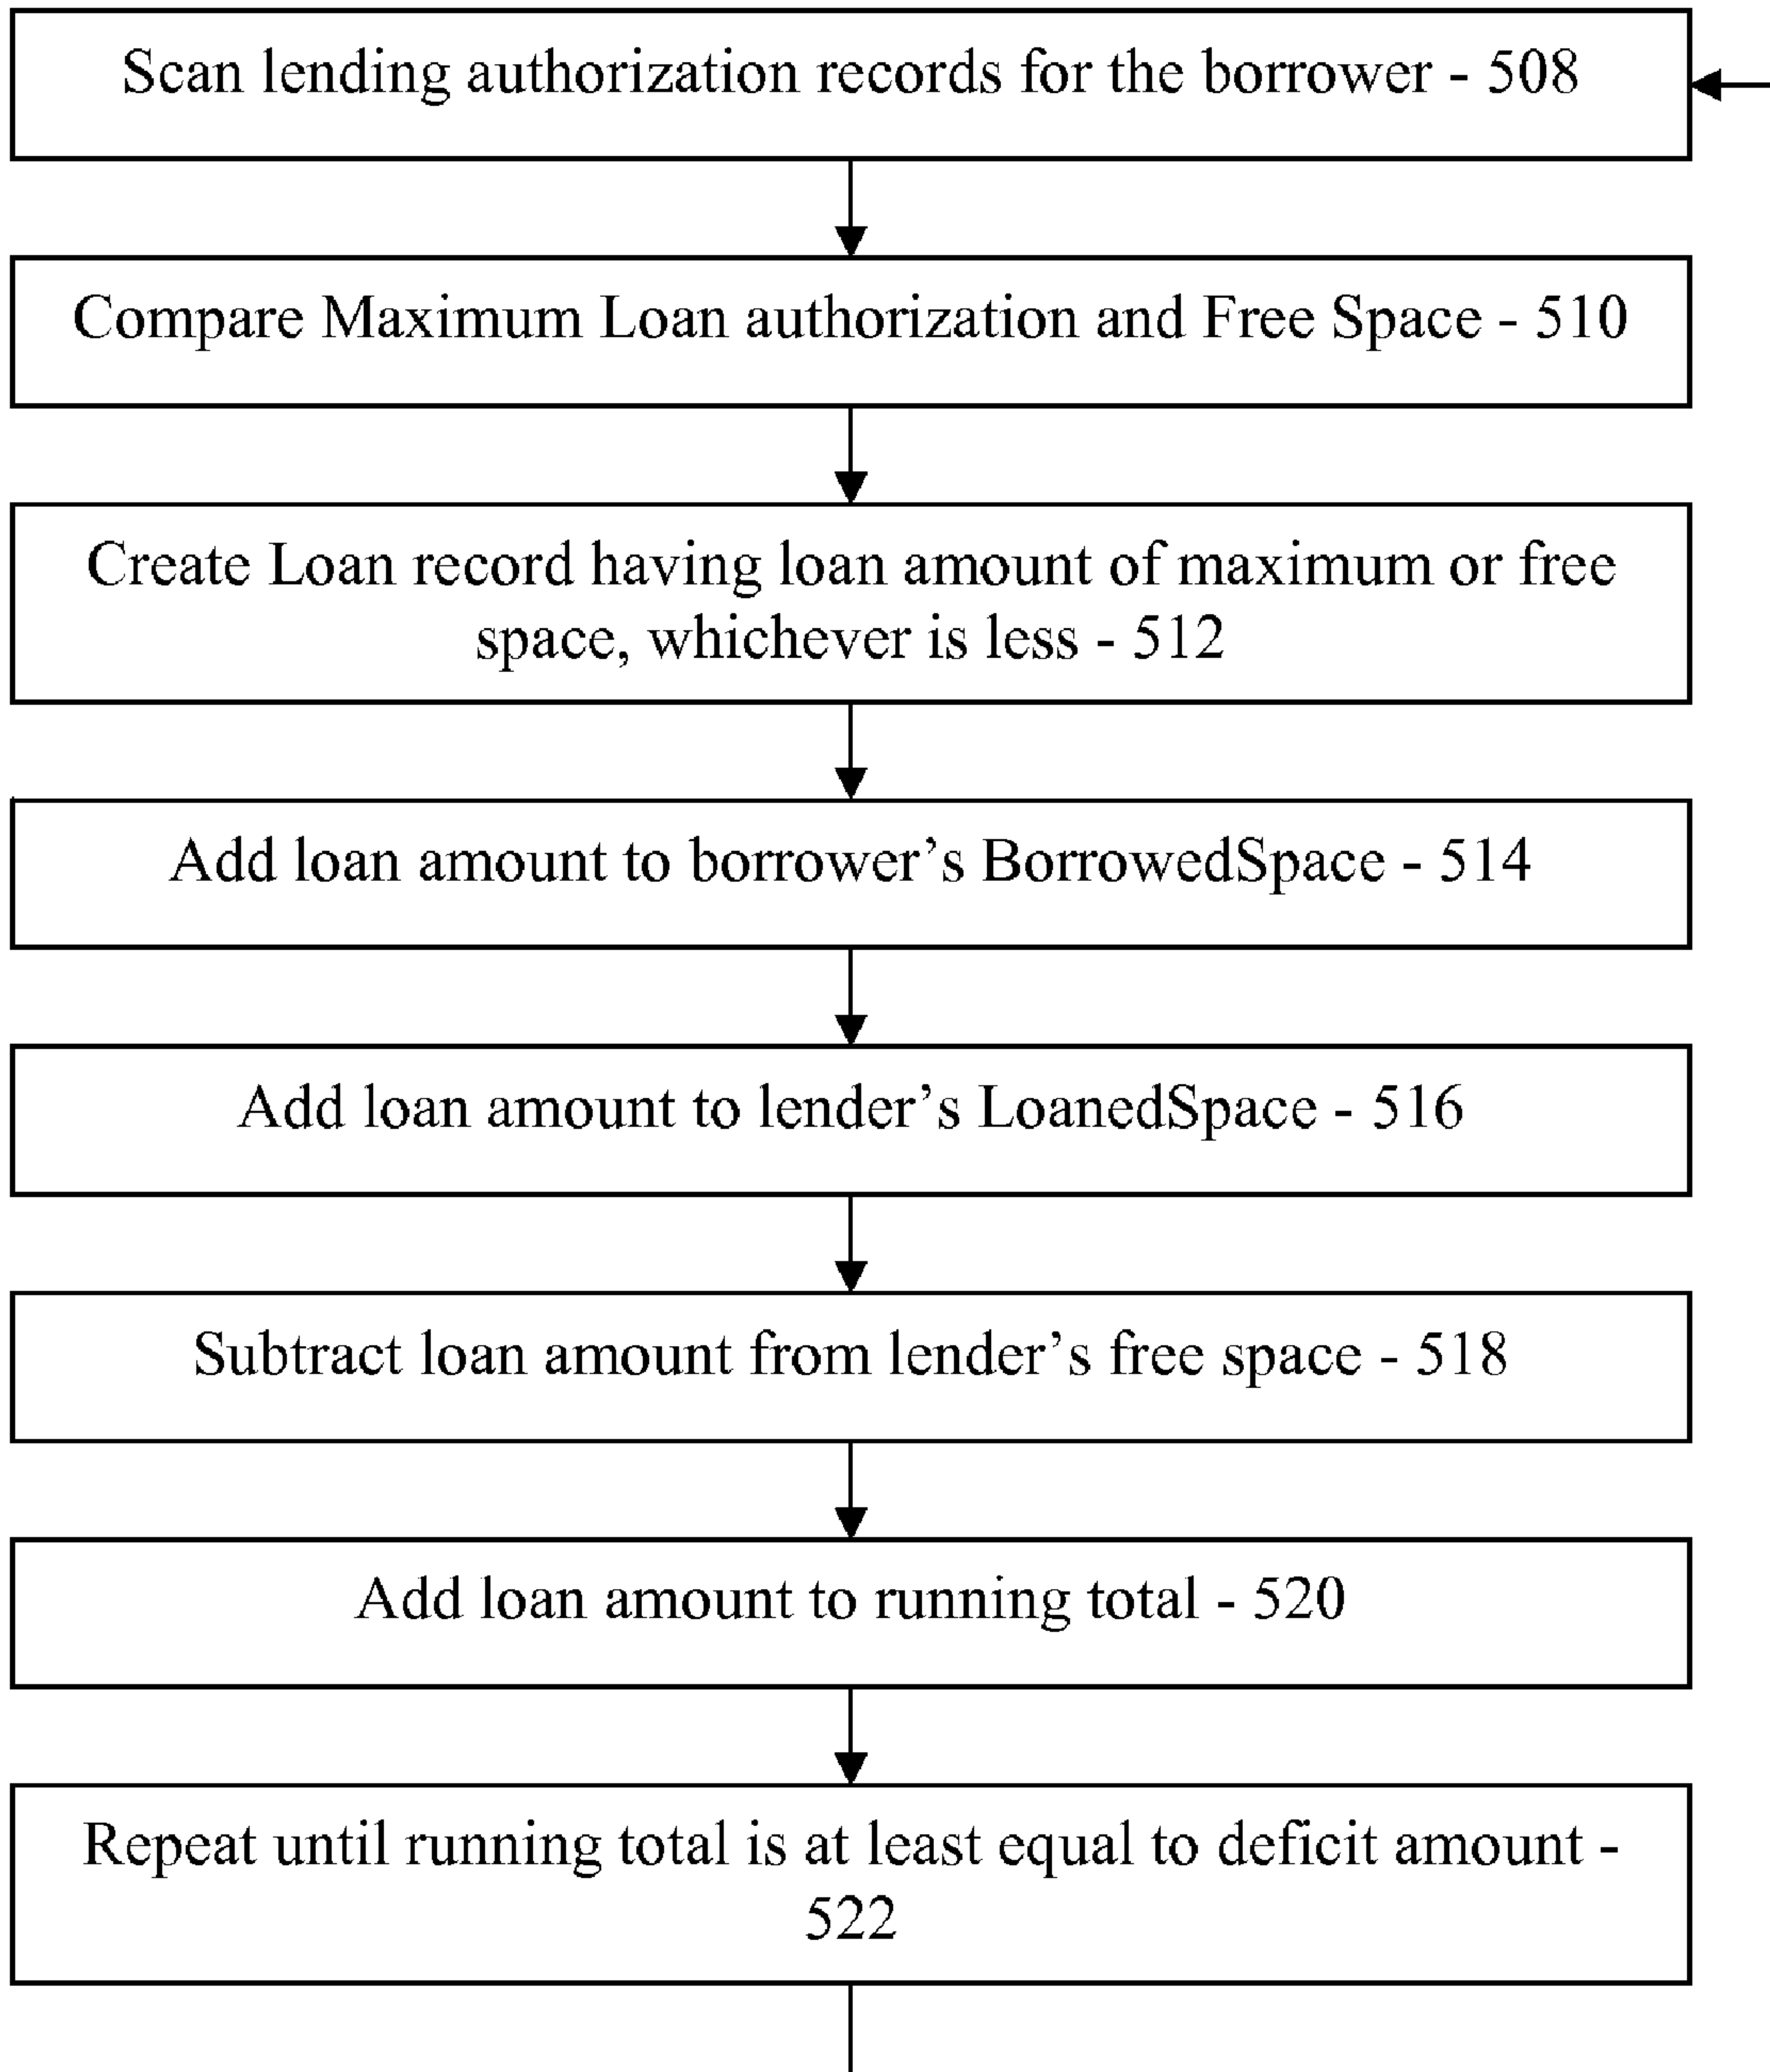 Scan lending authorization records for the borrower - 508
Compare Maximum Loan authorization and Free Space - 510
Create Loan record having loan amount of maximum or free
space, whichever is less - 512
Add loan amount to borrower’s BorrowedSpace - 514
Add loan amount to lender’s LoanedSpace - 516
Subtract loan amount from lender’s free space - 518
Add loan amount to running total - 520
Repeat until running total is at least equal to deficit amount -
522